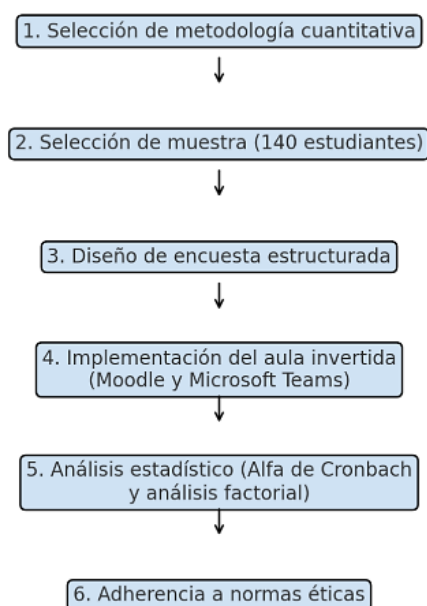 1. Selección de metodología cuantitativa
2. Selección de muestra (140 estudiantes)
3. Diseño de encuesta estructurada
4. Implementación del aula invertida
(Moodle y Microsoft Teams)
5. Análisis estadístico (Alfa de Cronbach
y análisis factorial)
6. Adherencia a normas éticas